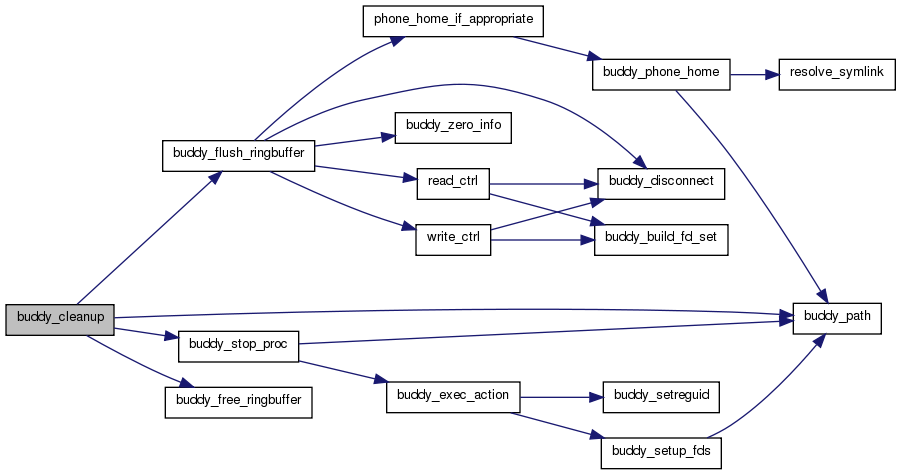 phone_home_if_appropriate
buddy_phone_home
resolve_symlink
buddy_zero_info
buddy_flush_ringbuffer
read_ctrl
buddy_disconnect
write_ctrl
buddy_build_fd_set
buddy_cleanup
buddy_path
buddy_stop_proc
buddy_free_ringbuffer
buddy_exec_action
buddy_setreguid
buddy_setup_fds